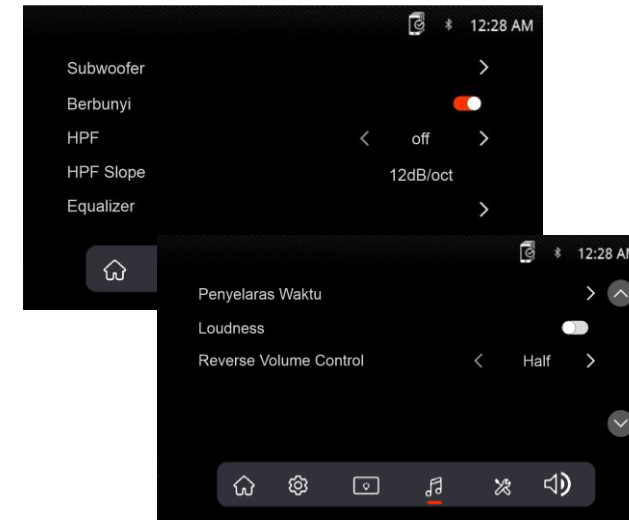 12:28 AM
Subwoofer
Berbunyi
HPF off
HPF Slope 12dB/oct
Equalizer
12:28 AM
Penyelaras Waktu
Loudness
Reverse Volume Control Half